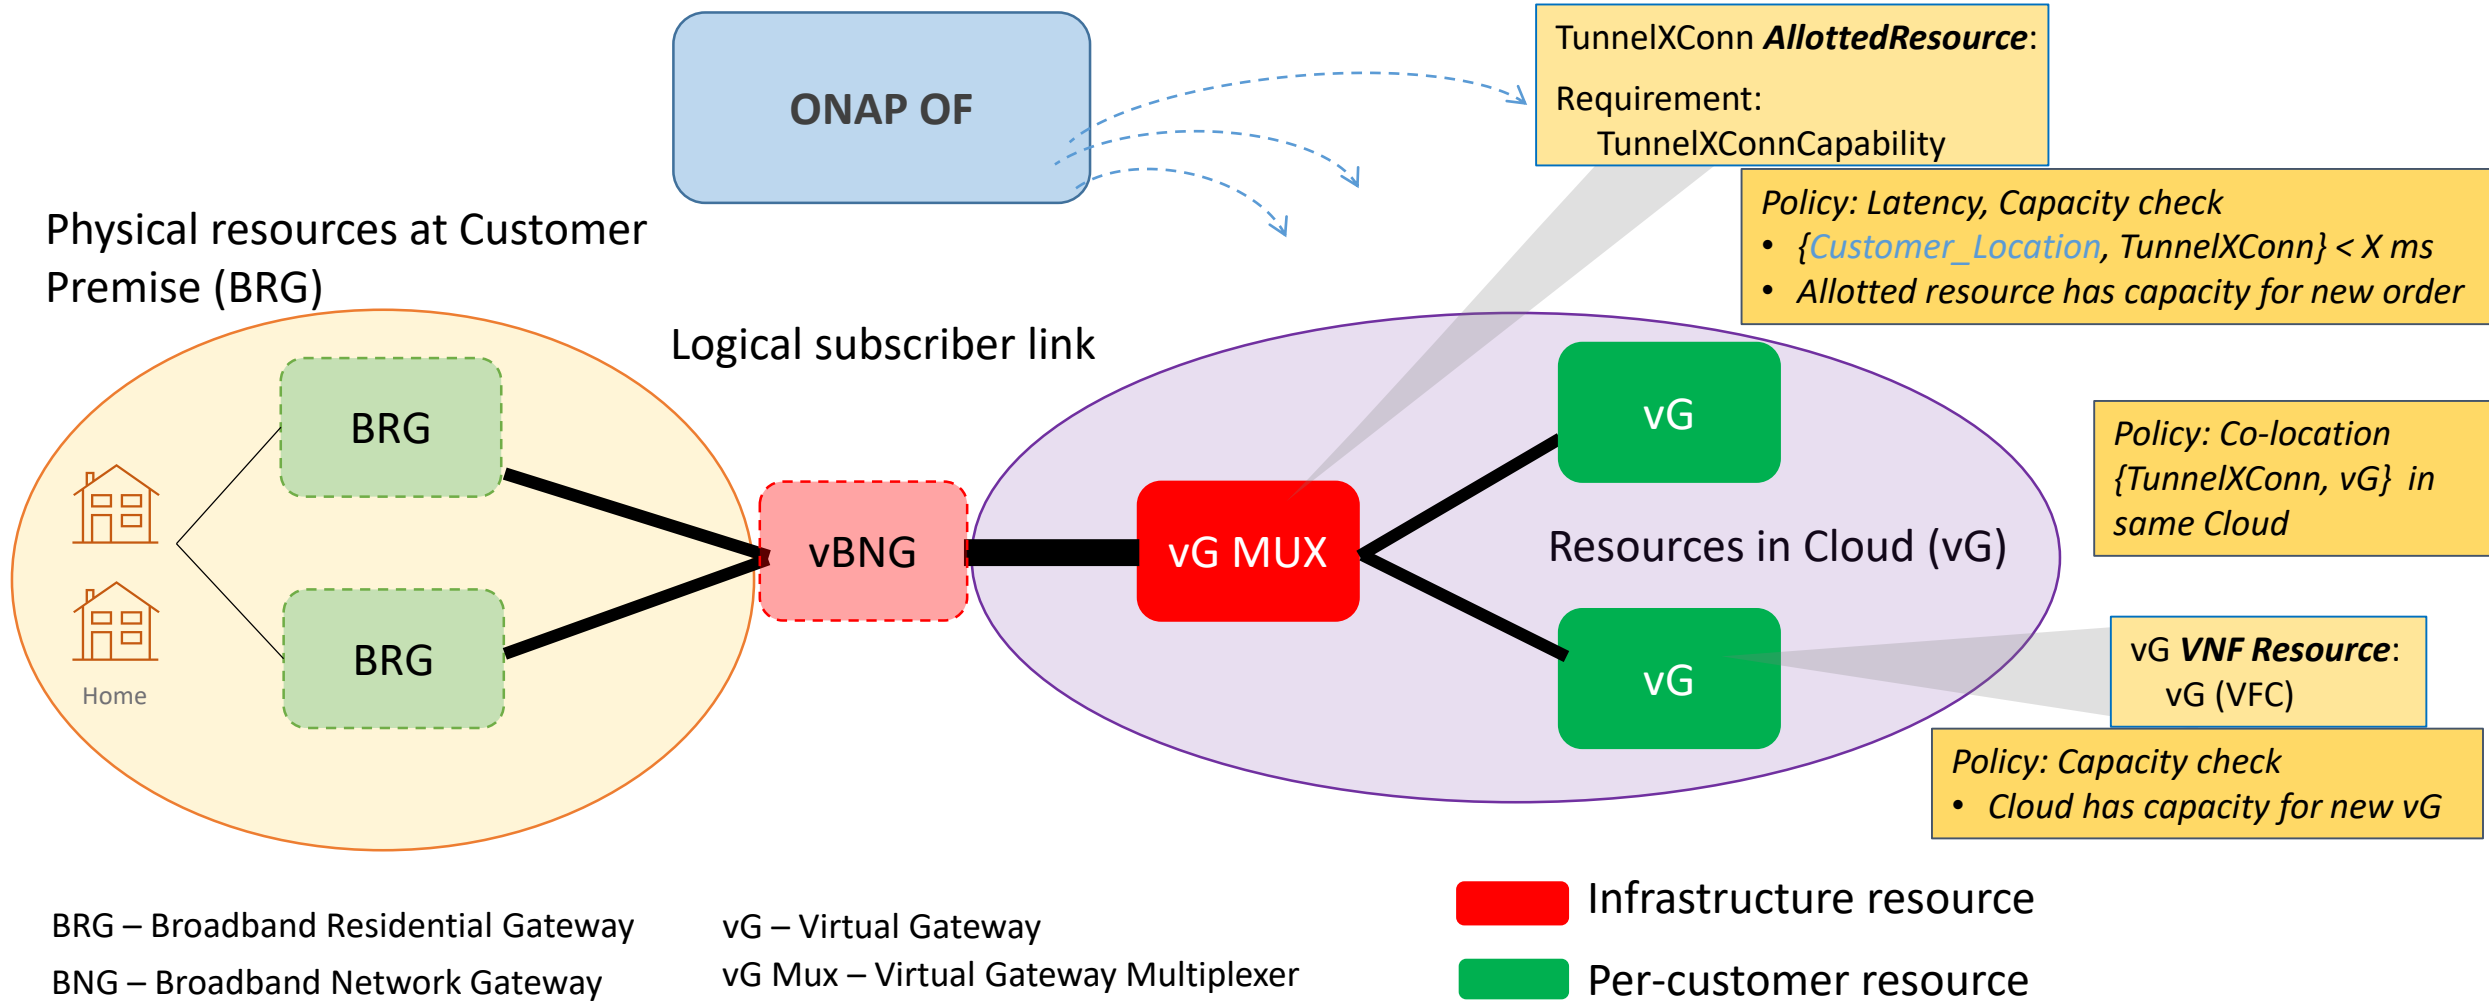 ONAP OF
TunnelXConn AllottedResource:
Requirement:
TunnelXConnCapability
Policy: Latency, Capacity check
• {Customer_Location, TunnelXConn} < X ms
• Allotted resource has capacity for new order
Physical resources at Customer
Premise (BRG)
Logical subscriber link
BRG
BRG
Home
vBNG
vG MUX
vG
Resources in Cloud (vG)
vG
Policy: Co-location
{TunnelXConn, vG} in
same Cloud
vG VNF Resource:
vG (VFC)
Policy: Capacity check
• Cloud has capacity for new vG
BRG – Broadband Residential Gateway
BNG – Broadband Network Gateway
vG – Virtual Gateway
vG Mux – Virtual Gateway Multiplexer
Infrastructure resource
Per-customer resource